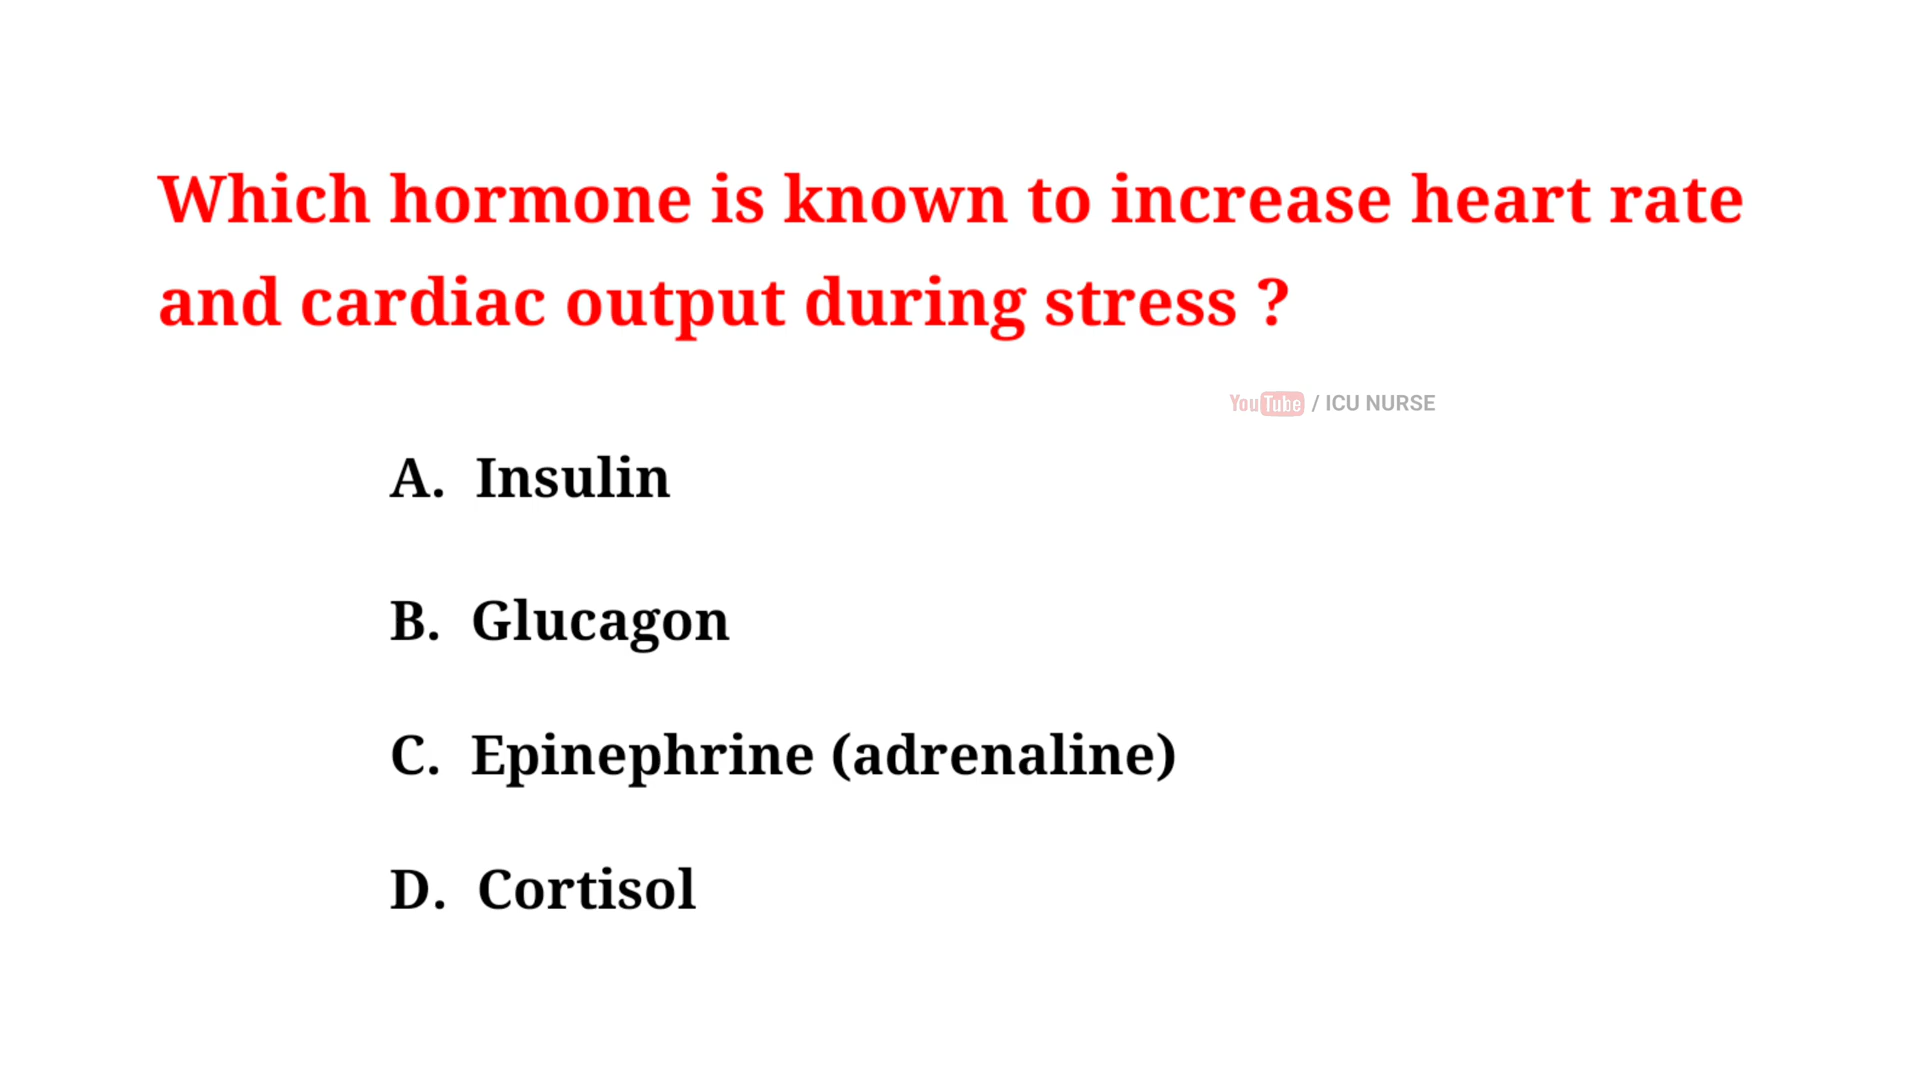 Which hormone is known to increase heart rate
and cardiac output during stress ?
YouTube / ICU NURSE
A. Insulin
B. Glucagon
C. Epinephrine (adrenaline)
D. Cortisol